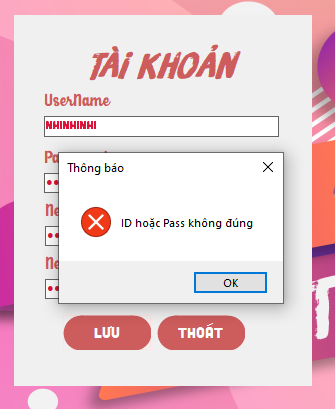 TÀI KHOẢN
UserName
NHINHINHI
Thông báo
ID hoặc Pass không đúng
OK
LƯU
THOÁT